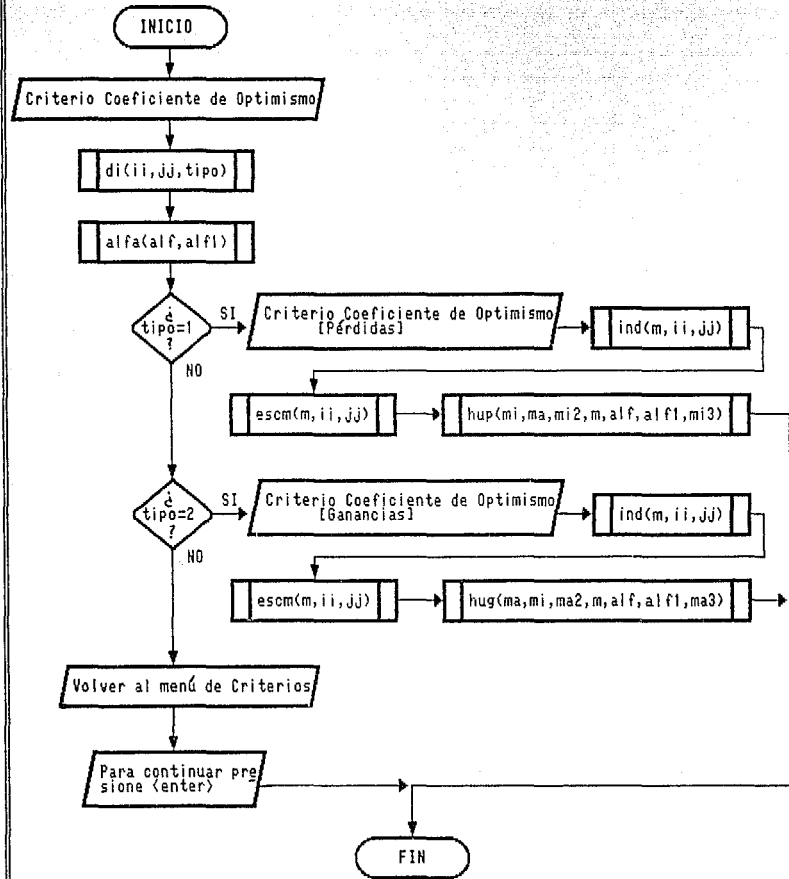 INICIO
Criterio Coeficiente de Optimismo
di(ii,jj,tipo)
alfa(alf,alf1)
¿
tipo=1
?
SI
NO
Criterio Coeficiente de Optimismo
[Pérdidas]
ind(m,ii,jj)
escm(m,ii,jj)
hup(mi,ma,mi2,m,alf,alf1,mi3)
¿
tipo=2
?
SI
NO
Criterio Coeficiente de Optimismo
[Ganancias]
ind(m,ii,jj)
escm(m,ii,jj)
hug(ma,mi,ma2,m,alf,alf1,ma3)
Volver al menú de Criterios
Para continuar pre
sione <enter>
FIN